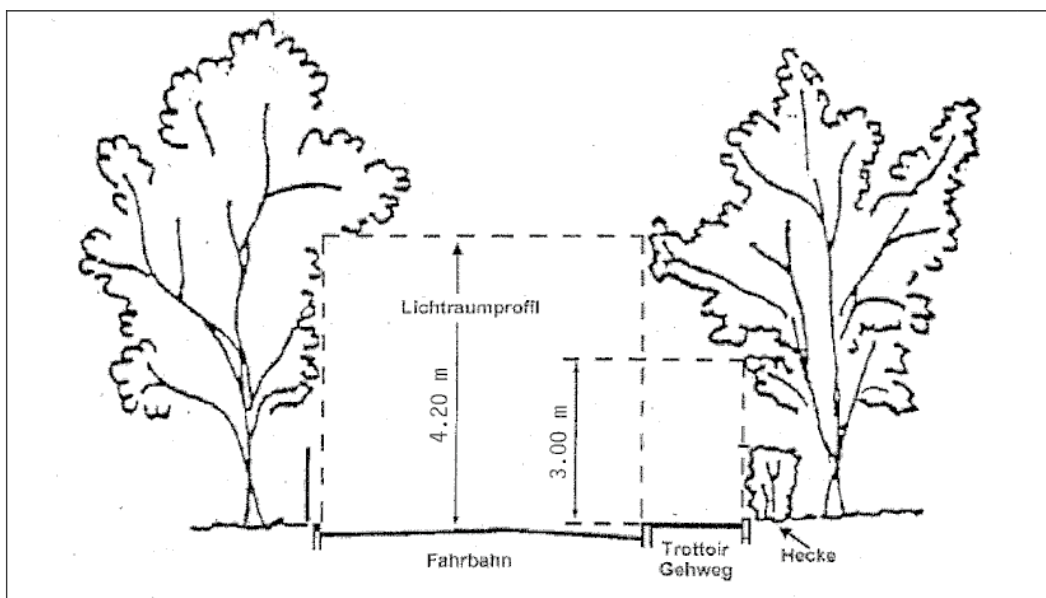 Lichtraumprofil
4.20 m
3.00 m
Fahrbahn
Trottoir
Gehweg
Hecke